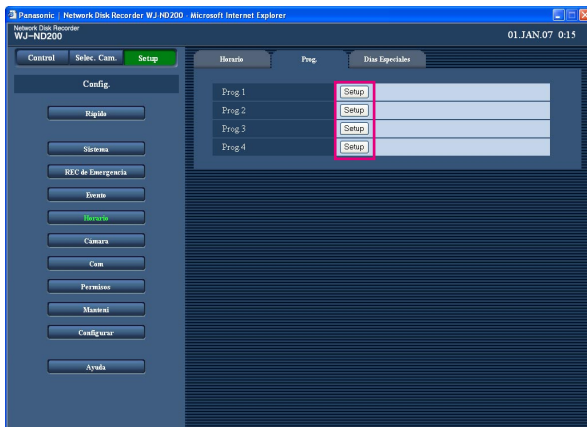 Panasonic | Network Disk Recorder WJ-ND200 - Microsoft Internet Explorer
Network Disk Recorder
WJ-ND200
01.JAN.07 0:15
Control Selec. Cam. Setup
Horario Prog. Días Especiales
Config.
Rápido
Sistema
REC de Emergencia
Evento
Horario
Cámara
Com
Permisos
Manteni
Configurar
Ayuda
Prog.1 Setup
Prog.2 Setup
Prog.3 Setup
Prog.4 Setup